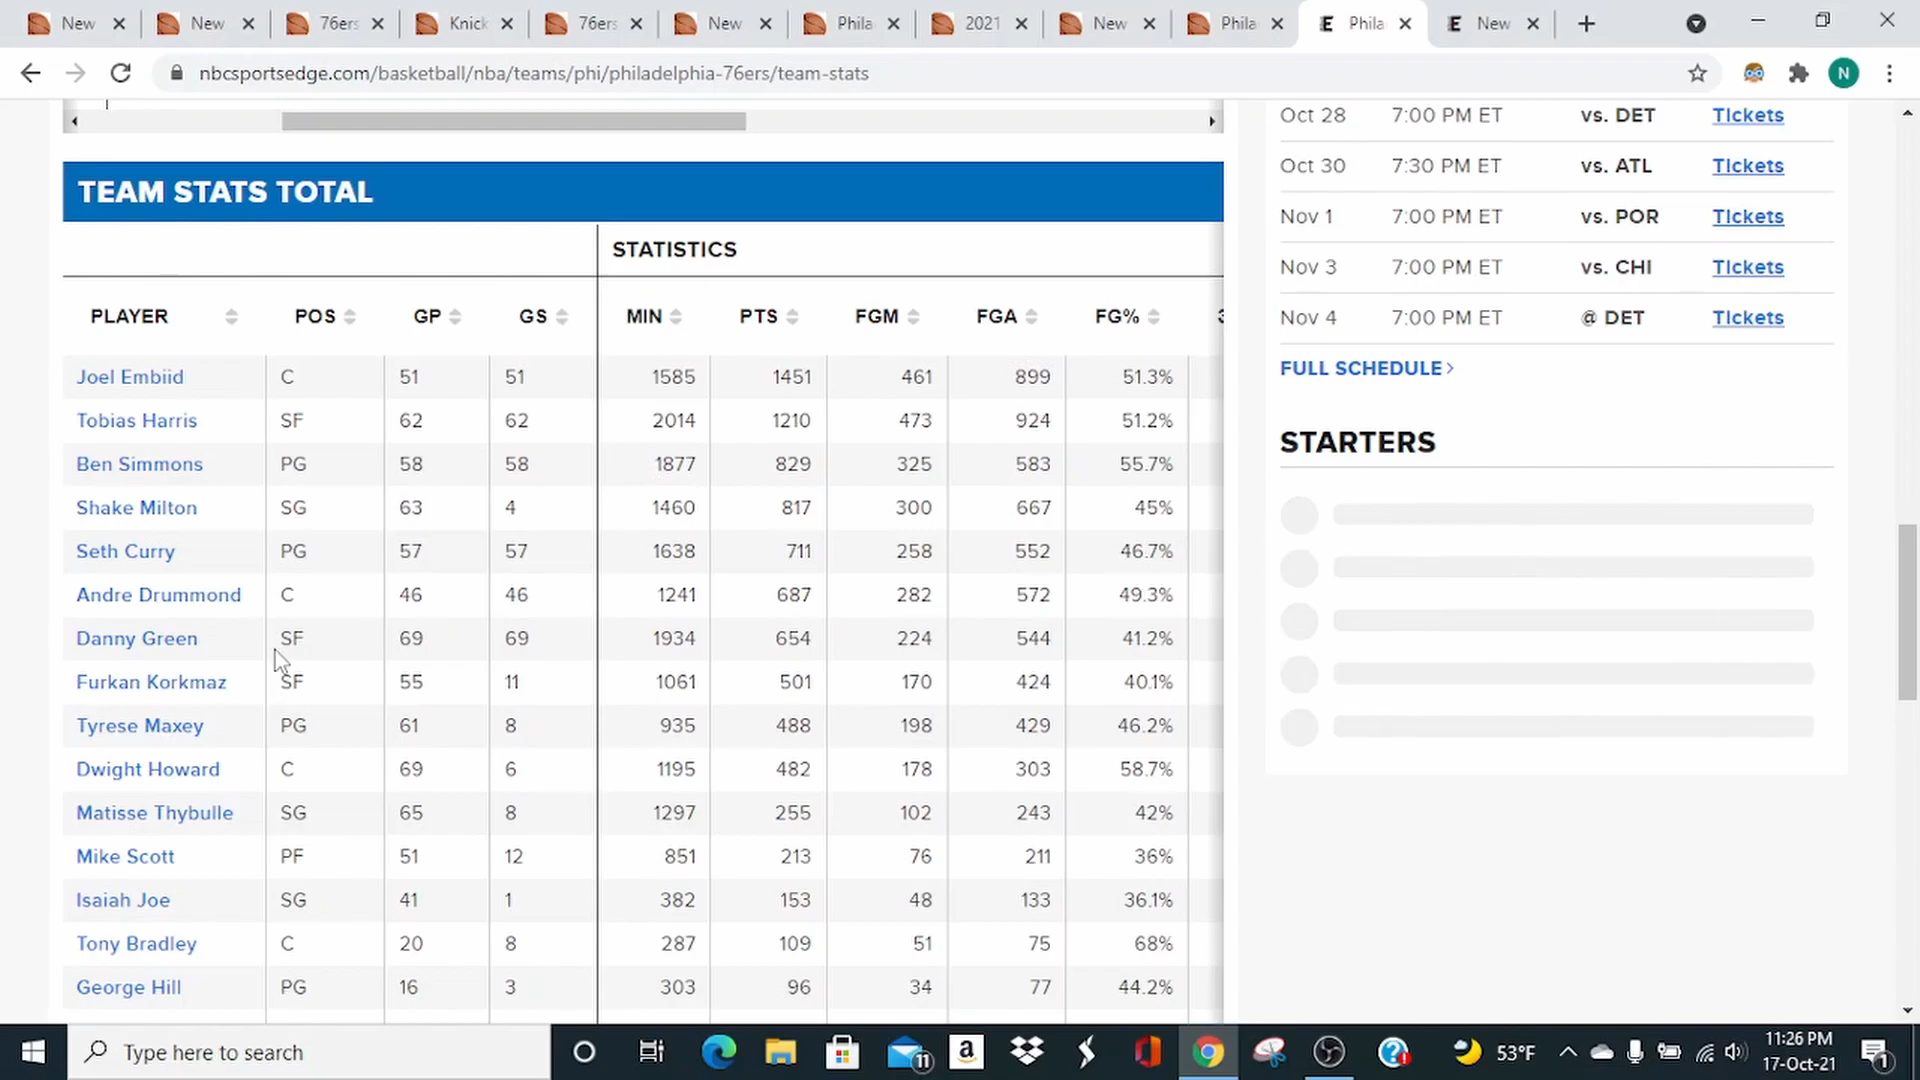 New
New
76ers
Knick
76ers
New
Phila
2021
New
Phila
E Phila
E New
nbcsportsedge.com/basketball/nba/teams/phi/philadelphia-76ers/team-stats
N
TEAM STATS TOTAL
STATISTICS
PLAYER POS GP GS MIN PTS FGM FGA FG%
Joel Embiid C 51 51 1585 1451 461 899 51.3%
Tobias Harris SF 62 62 2014 1210 473 924 51.2%
Ben Simmons PG 58 58 1877 829 325 583 55.7%
Shake Milton SG 63 4 1460 817 300 667 45%
Seth Curry PG 57 57 1638 711 258 552 46.7%
Andre Drummond C 46 46 1241 687 282 572 49.3%
Danny Green SF 69 69 1934 654 224 544 41.2%
Furkan Korkmaz SF 55 11 1061 501 170 424 40.1%
Tyrese Maxey PG 61 8 935 488 198 429 46.2%
Dwight Howard C 69 6 1195 482 178 303 58.7%
Matisse Thybulle SG 65 8 1297 255 102 243 42%
Mike Scott PF 51 12 851 213 76 211 36%
Isaiah Joe SG 41 1 382 153 48 133 36.1%
Tony Bradley C 20 8 287 109 51 75 68%
George Hill PG 16 3 303 96 34 77 44.2%
Oct 28 7:00 PM ET vs. DET Tickets
Oct 30 7:30 PM ET vs. ATL Tickets
Nov 1 7:00 PM ET vs. POR Tickets
Nov 3 7:00 PM ET vs. CHI Tickets
Nov 4 7:00 PM ET @ DET Tickets
FULL SCHEDULE >
STARTERS
Type here to search
11
a
53°F
11:26 PM
17-Oct-21
1